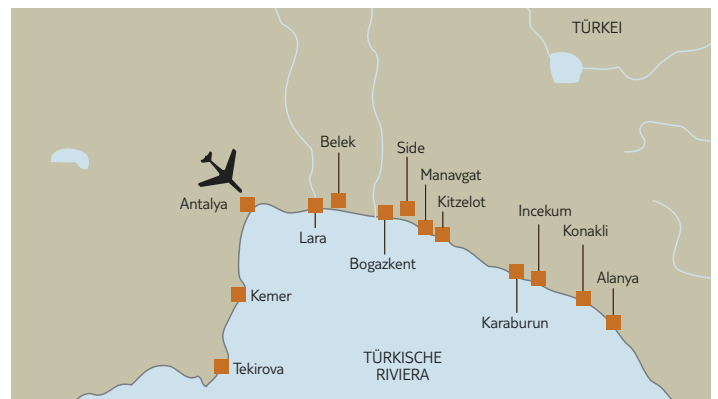 TÜRKEI
Belek
Side
Manavgat
Kitzelot
Antalya
Incekum
Lara
Konakli
Bogazkent
Alanya
Kemer
Karaburun
TÜRKISCHE
RIVIERA
Tekirova